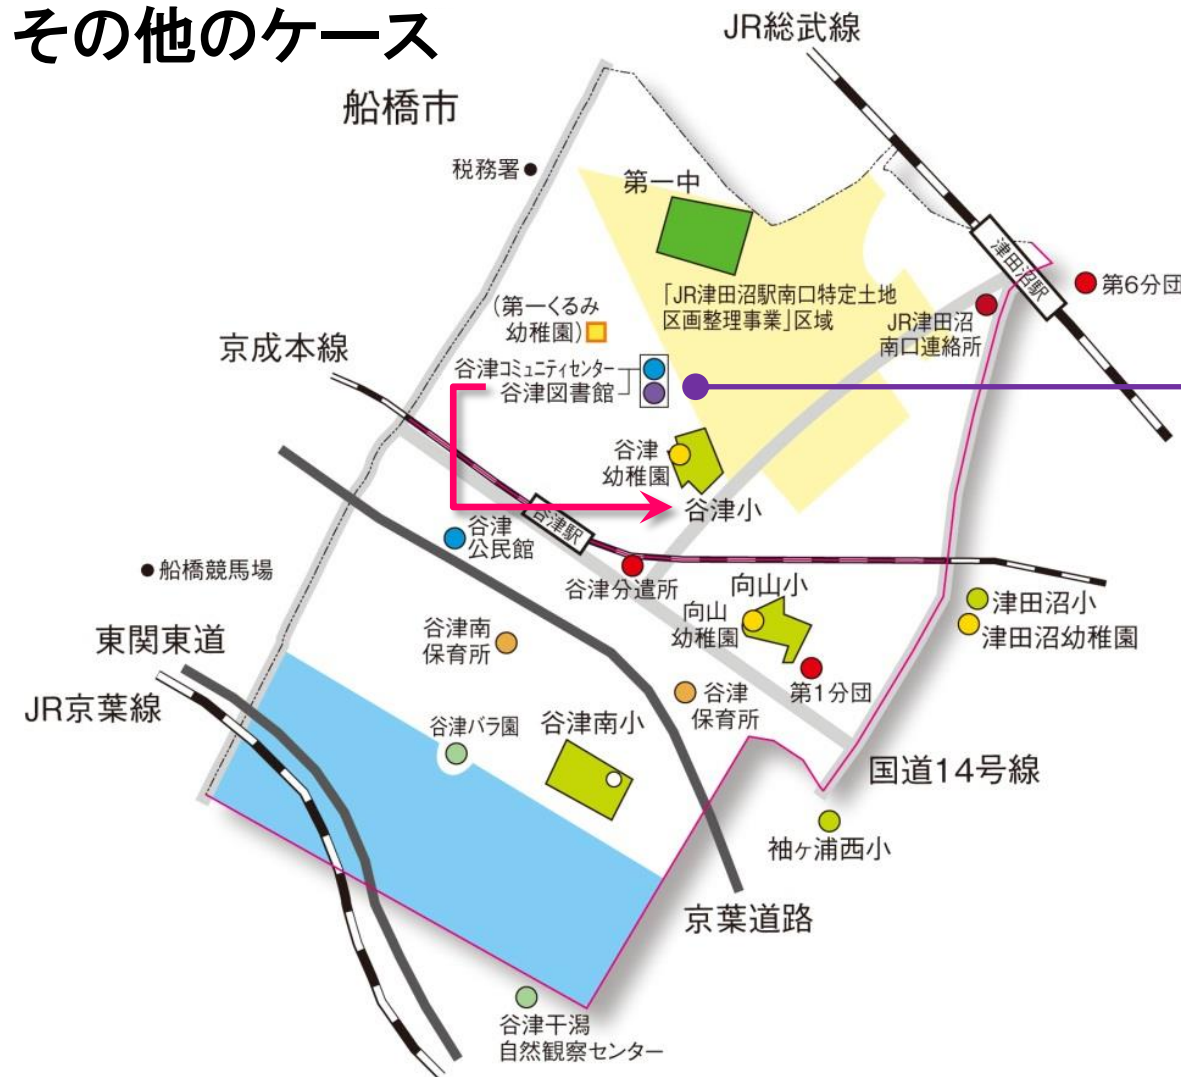 その他のケース
JR総武線
船橋市
税務署
第一中
津田沼駅
第6分団
「JR津田沼駅南口特定土地
区画整理事業」区域
JR津田沼
南口連絡所
(第一くるみ
幼稚園)
京成本線
谷津コミュニティセンター
谷津図書館
谷津
幼稚園
谷津小
谷津駅
谷津
公民館
船橋競馬場
谷津分遣所
向山小
向山
幼稚園
津田沼小
津田沼幼稚園
東関東道
谷津南
保育所
第1分団
谷津
保育所
JR京葉線
谷津バラ園
谷津南小
国道14号線
袖ヶ浦西小
京葉道路
谷津干潟
自然観察センター